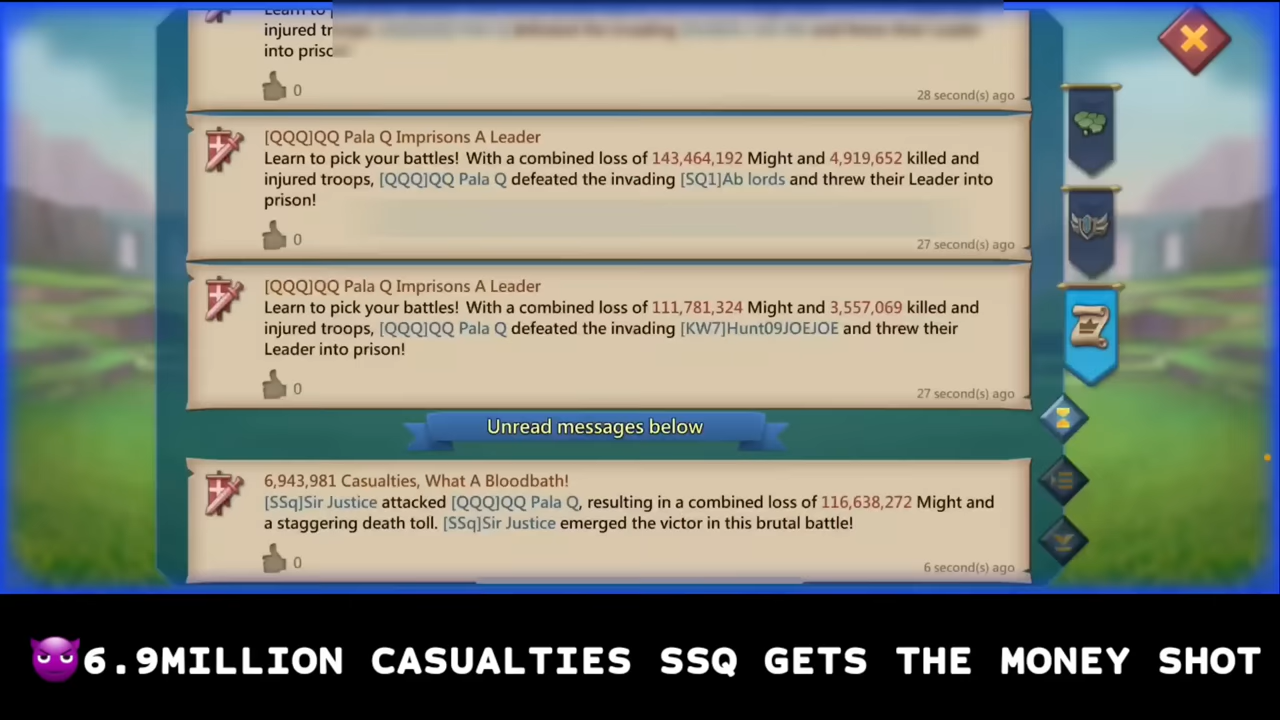 Learn to
injured tr
into priso
0
28 second(s) ago
[QQQ]QQ Pala Q Imprisons A Leader
Learn to pick your battles! With a combined loss of 143,464,192 Might and 4,919,652 killed and
injured troops, [QQQ]QQ Pala Q defeated the invading [SQ1]Ab lords and threw their Leader into
prison!
0
27 second(s) ago
[QQQ]QQ Pala Q Imprisons A Leader
Learn to pick your battles! With a combined loss of 111,781,324 Might and 3,557,069 killed and
injured troops, [QQQ]QQ Pala Q defeated the invading [KW7]Hunt09JOEJOE and threw their
Leader into prison!
0
27 second(s) ago
Unread messages below
6,943,981 Casualties, What A Bloodbath!
[SSq]Sir Justice attacked [QQQ]QQ Pala Q, resulting in a combined loss of 116,638,272 Might and
a staggering death toll. [SSq]Sir Justice emerged the victor in this brutal battle!
0
6 second(s) ago
😈6.9MILLION CASUALTIES SSQ GETS THE MONEY SHOT